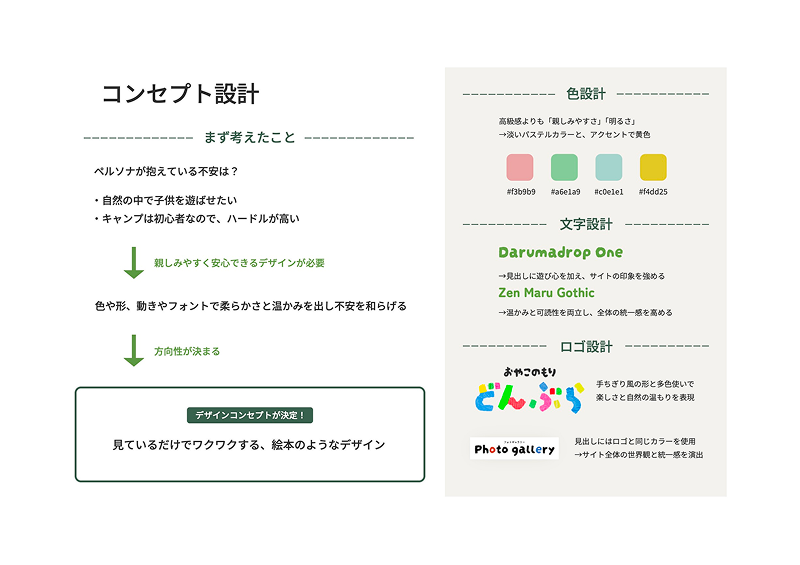 コンセプト設計
まず考えたこと
ペルソナが抱えている不安は？
・自然の中で子供を遊ばせたい
・キャンプは初心者なので、ハードルが高い
親しみやすく安心できるデザインが必要
色や形、動きやフォントで柔らかさと温かみを出し不安を和らげる
方向性が決まる
デザインコンセプトが決定！
見ているだけでワクワクする、絵本のようなデザイン
色設計
高級感よりも「親しみやすさ」「明るさ」
→淡いパステルカラーと、アクセントで黄色
#f3b9b9 #a6e1a9 #c0e1e1 #f4dd25
文字設計
Darumadrop One
→見出しに遊び心を加え、サイトの印象を強める
Zen Maru Gothic
→温かみと可読性を両立し、全体の統一感を高める
ロゴ設計
おやこのもり
どんぶら
手ちぎり風の形と多色使いで
楽しさと自然の温もりを表現
フォトギャラリー
Photo gallery
見出しにはロゴと同じカラーを使用
→サイト全体の世界観と統一感を演出